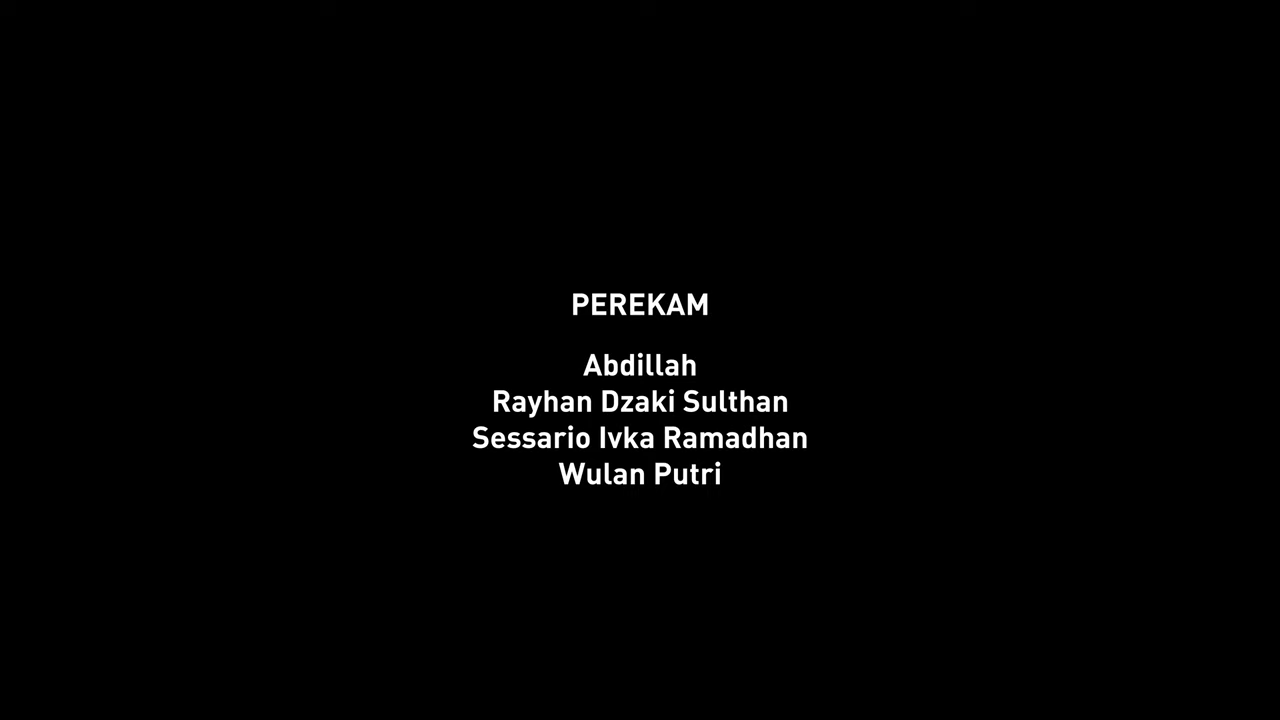 PEREKAM
Abdillah
Rayhan Dzaki Sulthan
Sessario Ivka Ramadhan
Wulan Putri